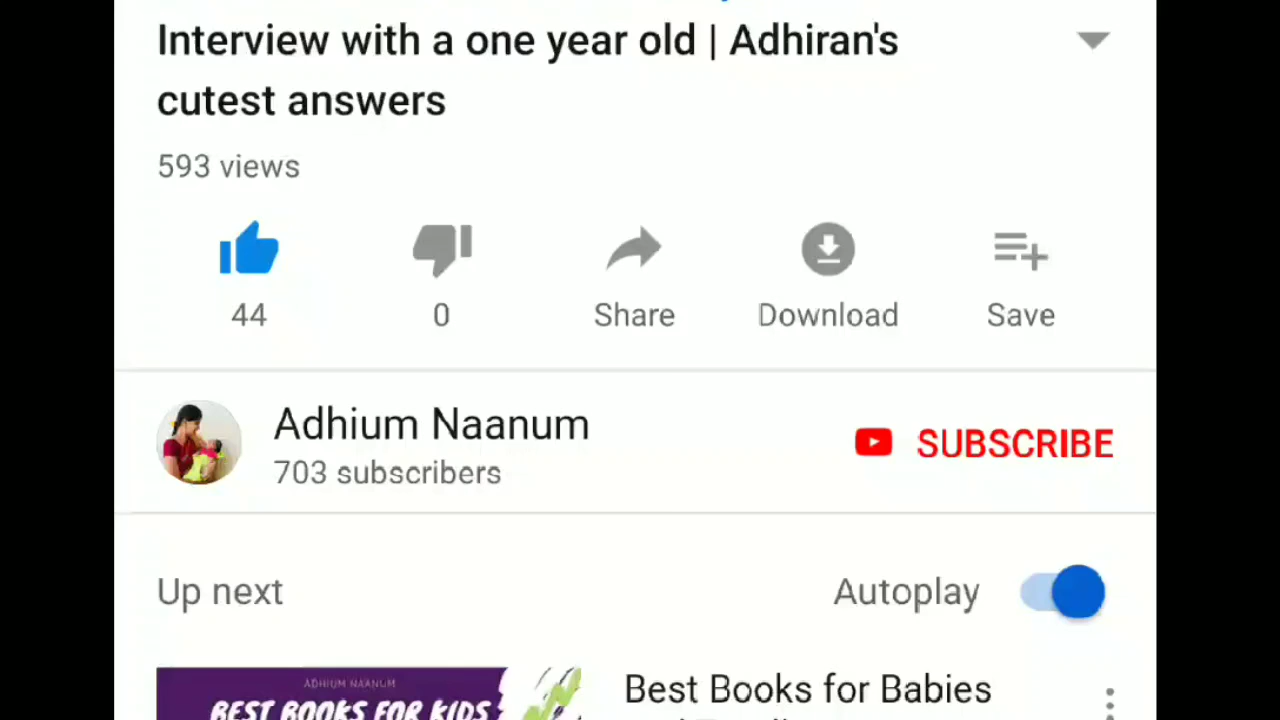 Interview with a one year old | Adhiran's
cutest answers
593 views
44
0
Share
Download
Save
Adhium Naanum
703 subscribers
SUBSCRIBE
Up next
Autoplay
ADHIUM NAANUM
BEST BOOKS FOR KIDS
Best Books for Babies